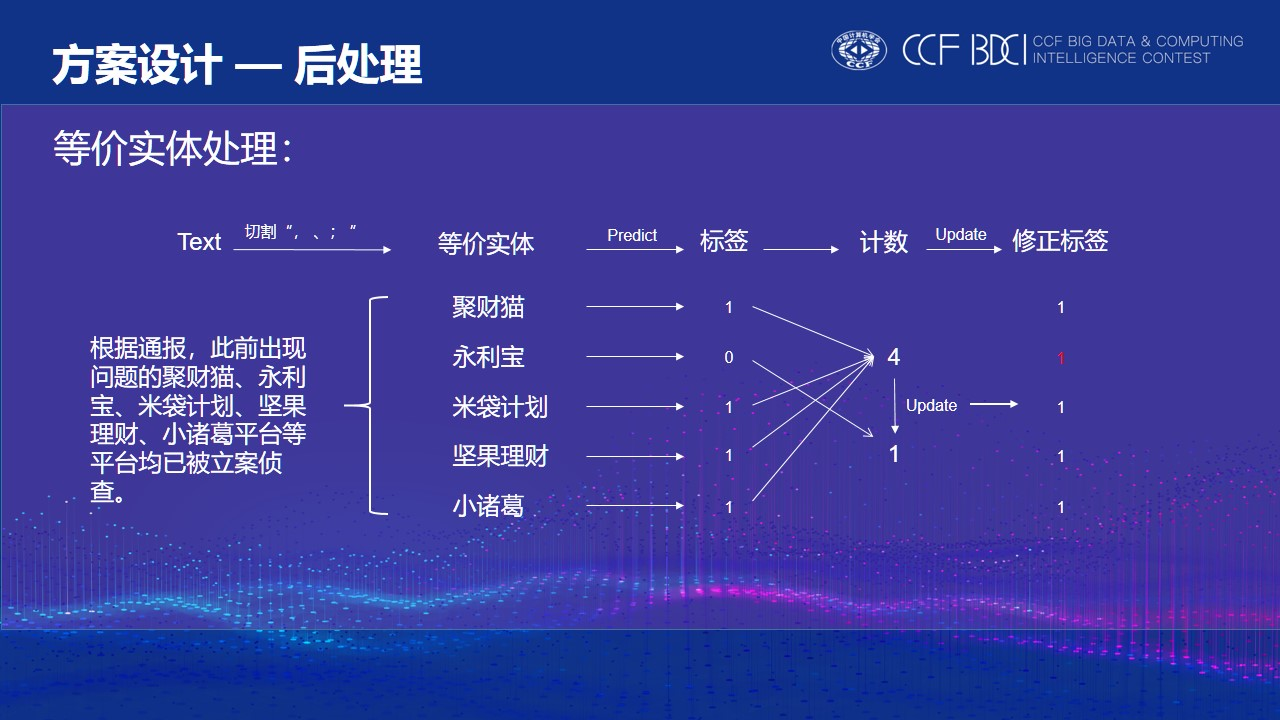 方案设计 — 后处理
CCF
CCF BDCI
CCF BIG DATA & COMPUTING
INTELLIGENCE CONTEST
等价实体处理：
Text 切割“，、；” 等价实体 Predict 标签 计数 Update 修正标签
根据通报，此前出现
问题的聚财猫、永利
宝、米袋计划、坚果
理财、小诸葛平台等
平台均已被立案侦
查。
聚财猫 1 1
永利宝 0 4 1
米袋计划 1 Update 1
坚果理财 1 1 1
小诸葛 1 1